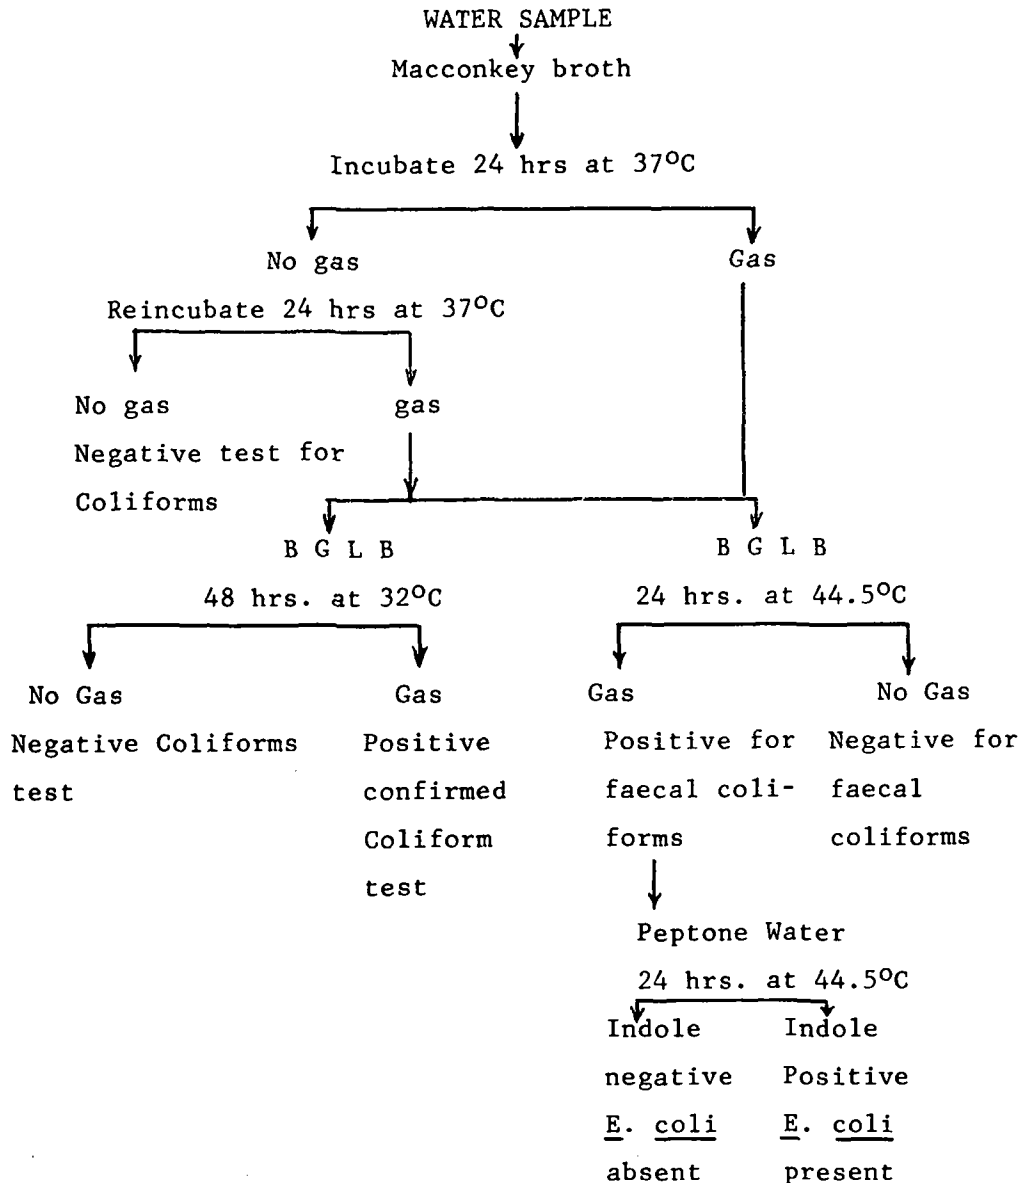 WATER SAMPLE
Macconkey broth
Incubate 24 hrs at 37°C
No gas
Gas
Reincubate 24 hrs at 37°C
No gas
gas
Negative test for
Coliforms
B G L B
B G L B
48 hrs. at 32°C
24 hrs. at 44.5°C
No Gas
Gas
Gas
No Gas
Negative Coliforms
test
Positive
confirmed
Coliform
test
Positive for
faecal coli-
forms
Negative for
faecal
coliforms
Peptone Water
24 hrs. at 44.5°C
Indole
negative
E. coli
absent
Indole
Positive
E. coli
present